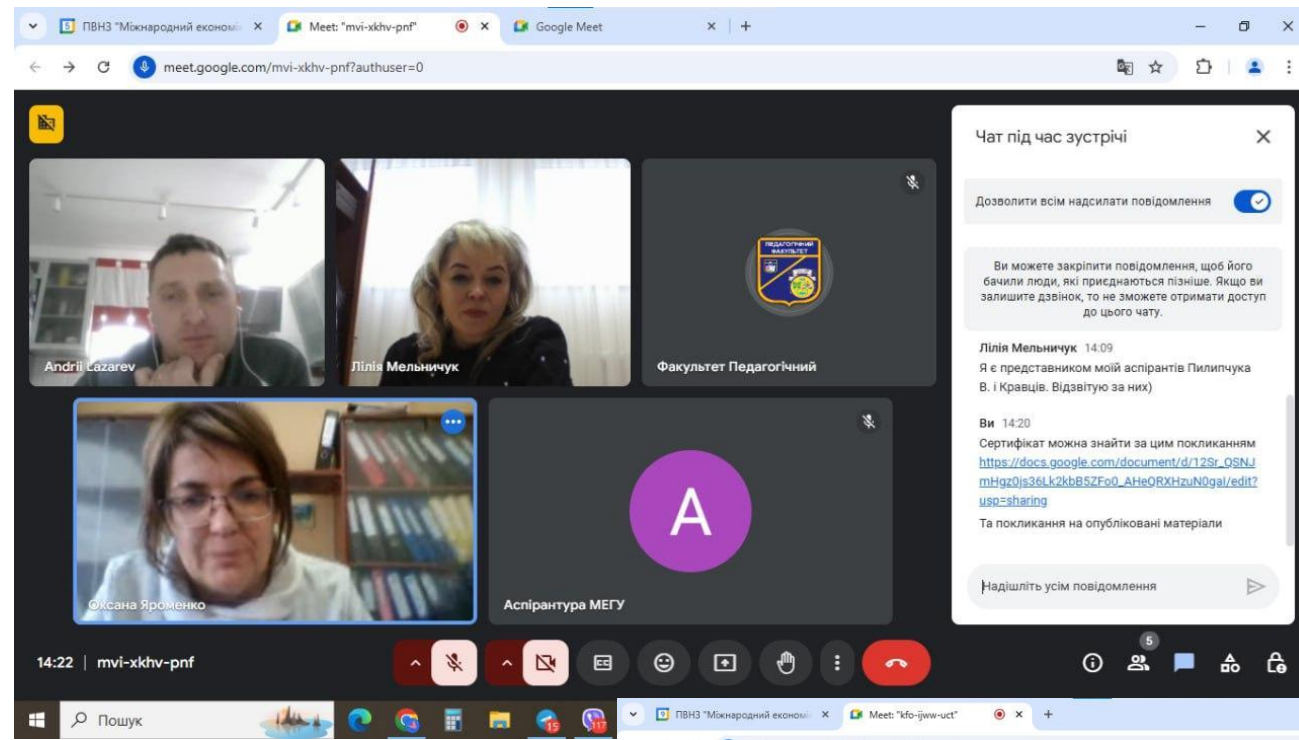 ПВНЗ "Міжнародний економі
Meet: "mvi-xkhv-pnf"
Google Meet
meet.google.com/mvi-xkhv-pnf?authuser=0
Andrii Lazarev
Лілія Мельничук
ПЕДАГОГІЧНИЙ
ФАКУЛЬТЕТ
Факультет Педагогічний
Оксана Яроменко
А
Аспірантура МЕГУ
Чат під час зустрічі
Дозволити всім надсилати повідомлення
Ви можете закріпити повідомлення, щоб його
бачили люди, які приєднаються пізніше. Якщо ви
залишите дзвінок, то не зможете отримати доступ
до цього чату.
Лілія Мельничук 14:09
Я є представником моїй аспірантів Пилипчука
В. і Кравців. Відзвітую за них)
Ви 14:20
Сертифікат можна знайти за цим покликанням
https://docs.google.com/document/d/12Sr_QSNJ
mHgz0js36Lk2kbB5ZFo0_AHeQRXHzuN0gaI/edit?
usp=sharing
Та покликання на опубліковані матеріали
Надішліть усім повідомлення
14:22 | mvi-xkhv-pnf
5
Пошук
15
117
ПВНЗ "Міжнародний економі
Meet: "kfo-ijww-uct"